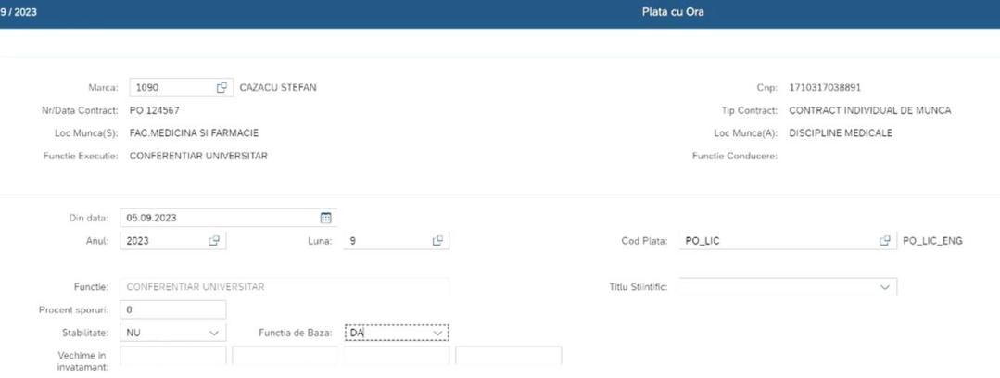 9 / 2023 Plata cu Ora
Marca: 1090 CAZACU STEFAN Cnp: 1710317038891
Nr/Data Contract: PO 124567 Tip Contract: CONTRACT INDIVIDUAL DE MUNCA
Loc Munca(S): FAC.MEDICINA SI FARMACIE Loc Munca(A): DISCIPLINE MEDICALE
Functie Executie: CONFERENTIAR UNIVERSITAR Functie Conducere:
Din data: 05.09.2023
Anul: 2023 Luna: 9 Cod Plata: PO_LIC PO_LIC_ENG
Functie: CONFERENTIAR UNIVERSITAR Titlu Stiintific:
Procent sporuri: 0
Stabilitate: NU Functia de Baza: DA
Vechime in
invatamant: